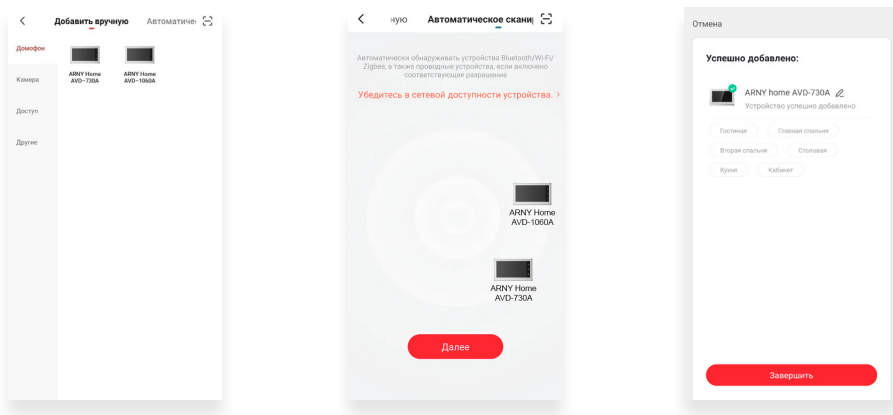 Добавить вручную
Автоматичес
Домофон
Камера
Доступ
Другие
ARNY Home
AVD-730A
ARNY Home
AVD-1060A
ную
Автоматическое скани
Автоматически обнаруживать устройства Bluetooth/Wi-Fi/
Zigbee, а также проводные устройства, если включено
соответствующее разрешение
Убедитесь в сетевой доступности устройства. >
ARNY Home
AVD-1060A
ARNY Home
AVD-730A
Далее
Отмена
Успешно добавлено:
ARNY home AVD-730A
Устройство успешно добавлено
Гостиная
Главная спальня
Вторая спальня
Столовая
Кухня
Кабинет
Завершить